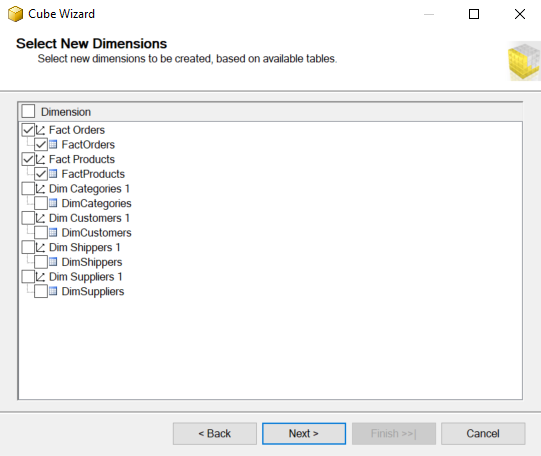 Cube Wizard
Select New Dimensions
Select new dimensions to be created, based on available tables.
Dimension
Fact Orders
FactOrders
Fact Products
FactProducts
Dim Categories 1
DimCategories
Dim Customers 1
DimCustomers
Dim Shippers 1
DimShippers
Dim Suppliers 1
DimSuppliers
< Back Next > Finish >>| Cancel